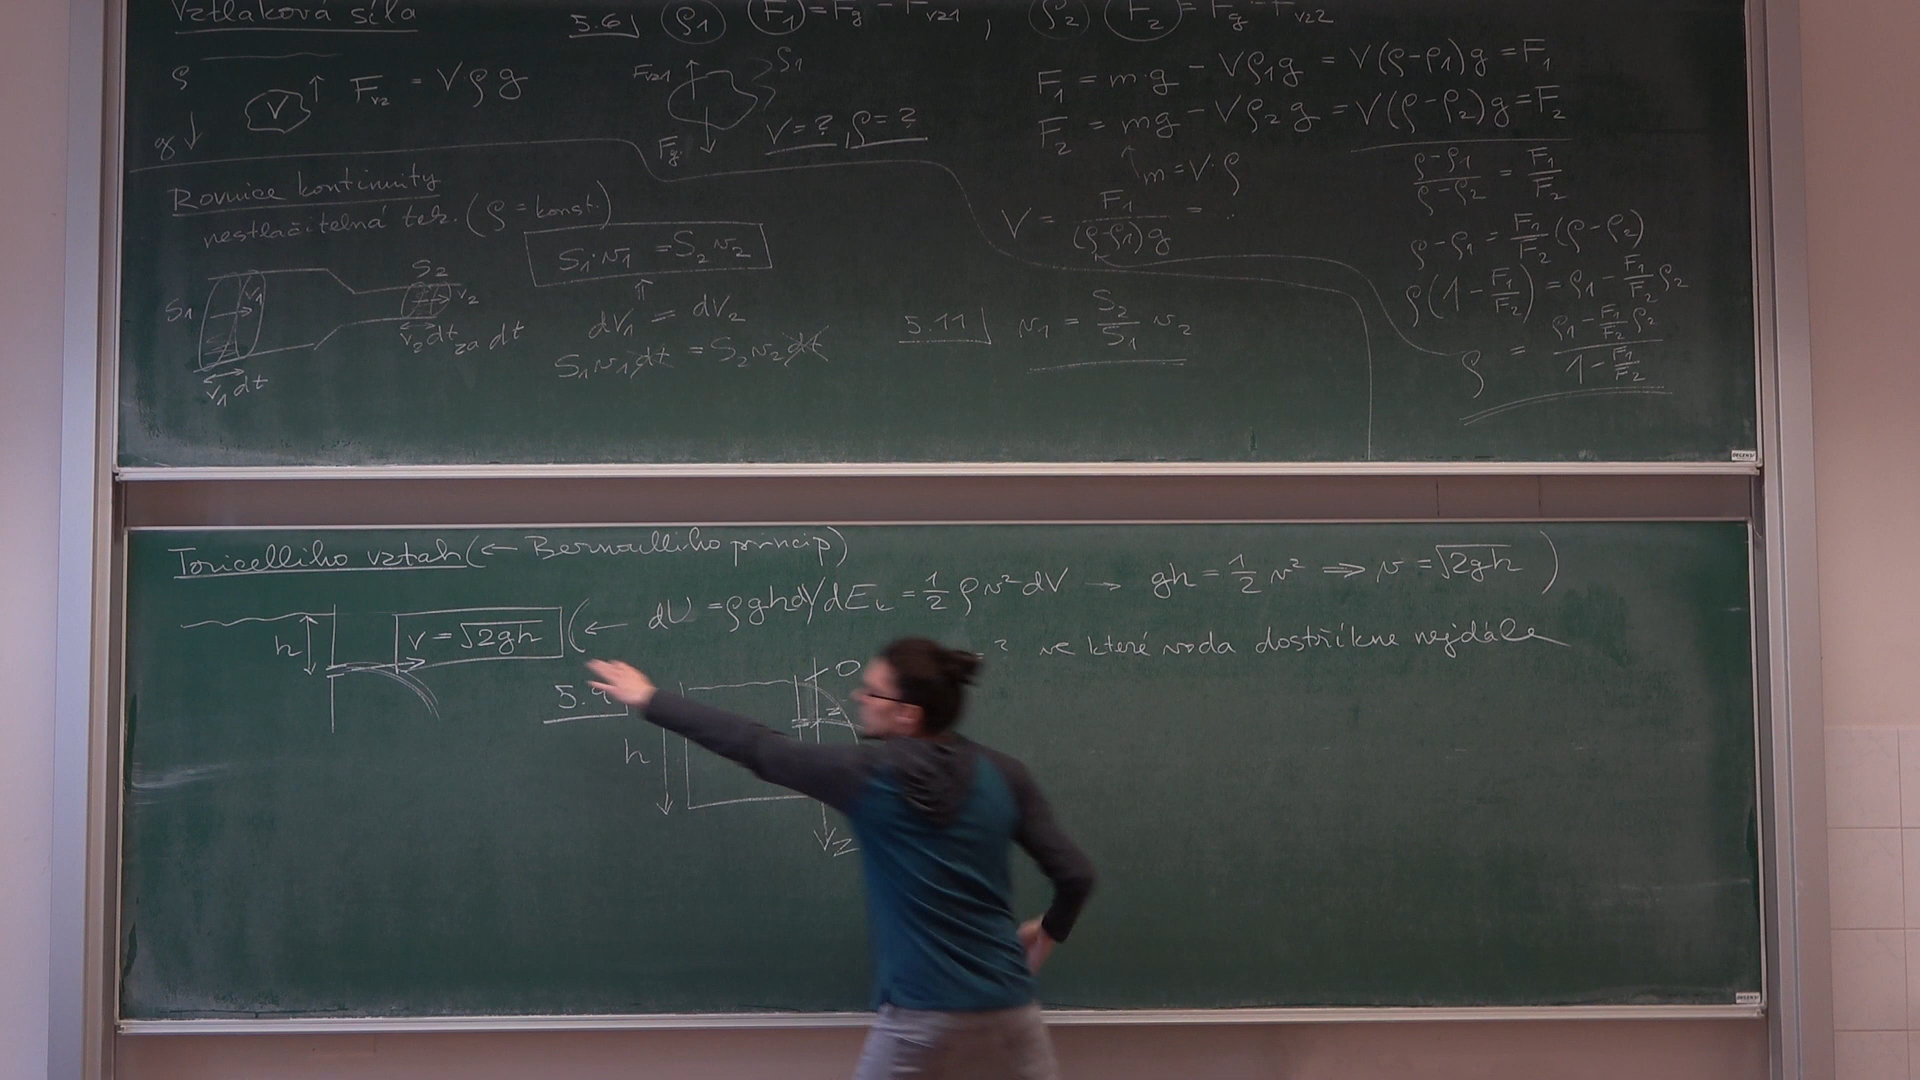 Vztlaková síla
5.6 ρ1 F1 = Fg - Fvz1, ρ2 F2 = Fg - Fvz2
ρ
V
Fvz = V·ρg
g
Fvz1
ρ1
Fg
V=? ρ=?
F1 = m·g - Vρ1g = V(ρ-ρ1)g = F1
F2 = mg - Vρ2g = V(ρ-ρ2)g = F2
m = V·ρ
V = F1/((ρ-ρ1)g) = ..
(ρ-ρ1)/(ρ-ρ2) = F1/F2
ρ-ρ1 = F1/F2 (ρ-ρ2)
ρ(1 - F1/F2) = ρ1 - F1/F2 ρ2
ρ = (ρ1 - F1/F2 ρ2)/(1 - F1/F2)
Rovnice kontinuity
nestlačitelná tek. (ρ = konst.)
S1·v1 = S2 v2
⇑
dV1 = dV2
S1v1dt = S2v2dt
S1
v1
v1dt
S2
v2
v2dt
za dt
5.11 v1 = S2/S1 v2
Toricelliho vztah (← Bernoulliho princip)
h
v = √2gh (← dU = ρghdV dEk = 1/2 ρv²dV → gh = 1/2 v² ⇒ v = √2gh)
? ve které voda dostříkne nejdále
h
0
z
z